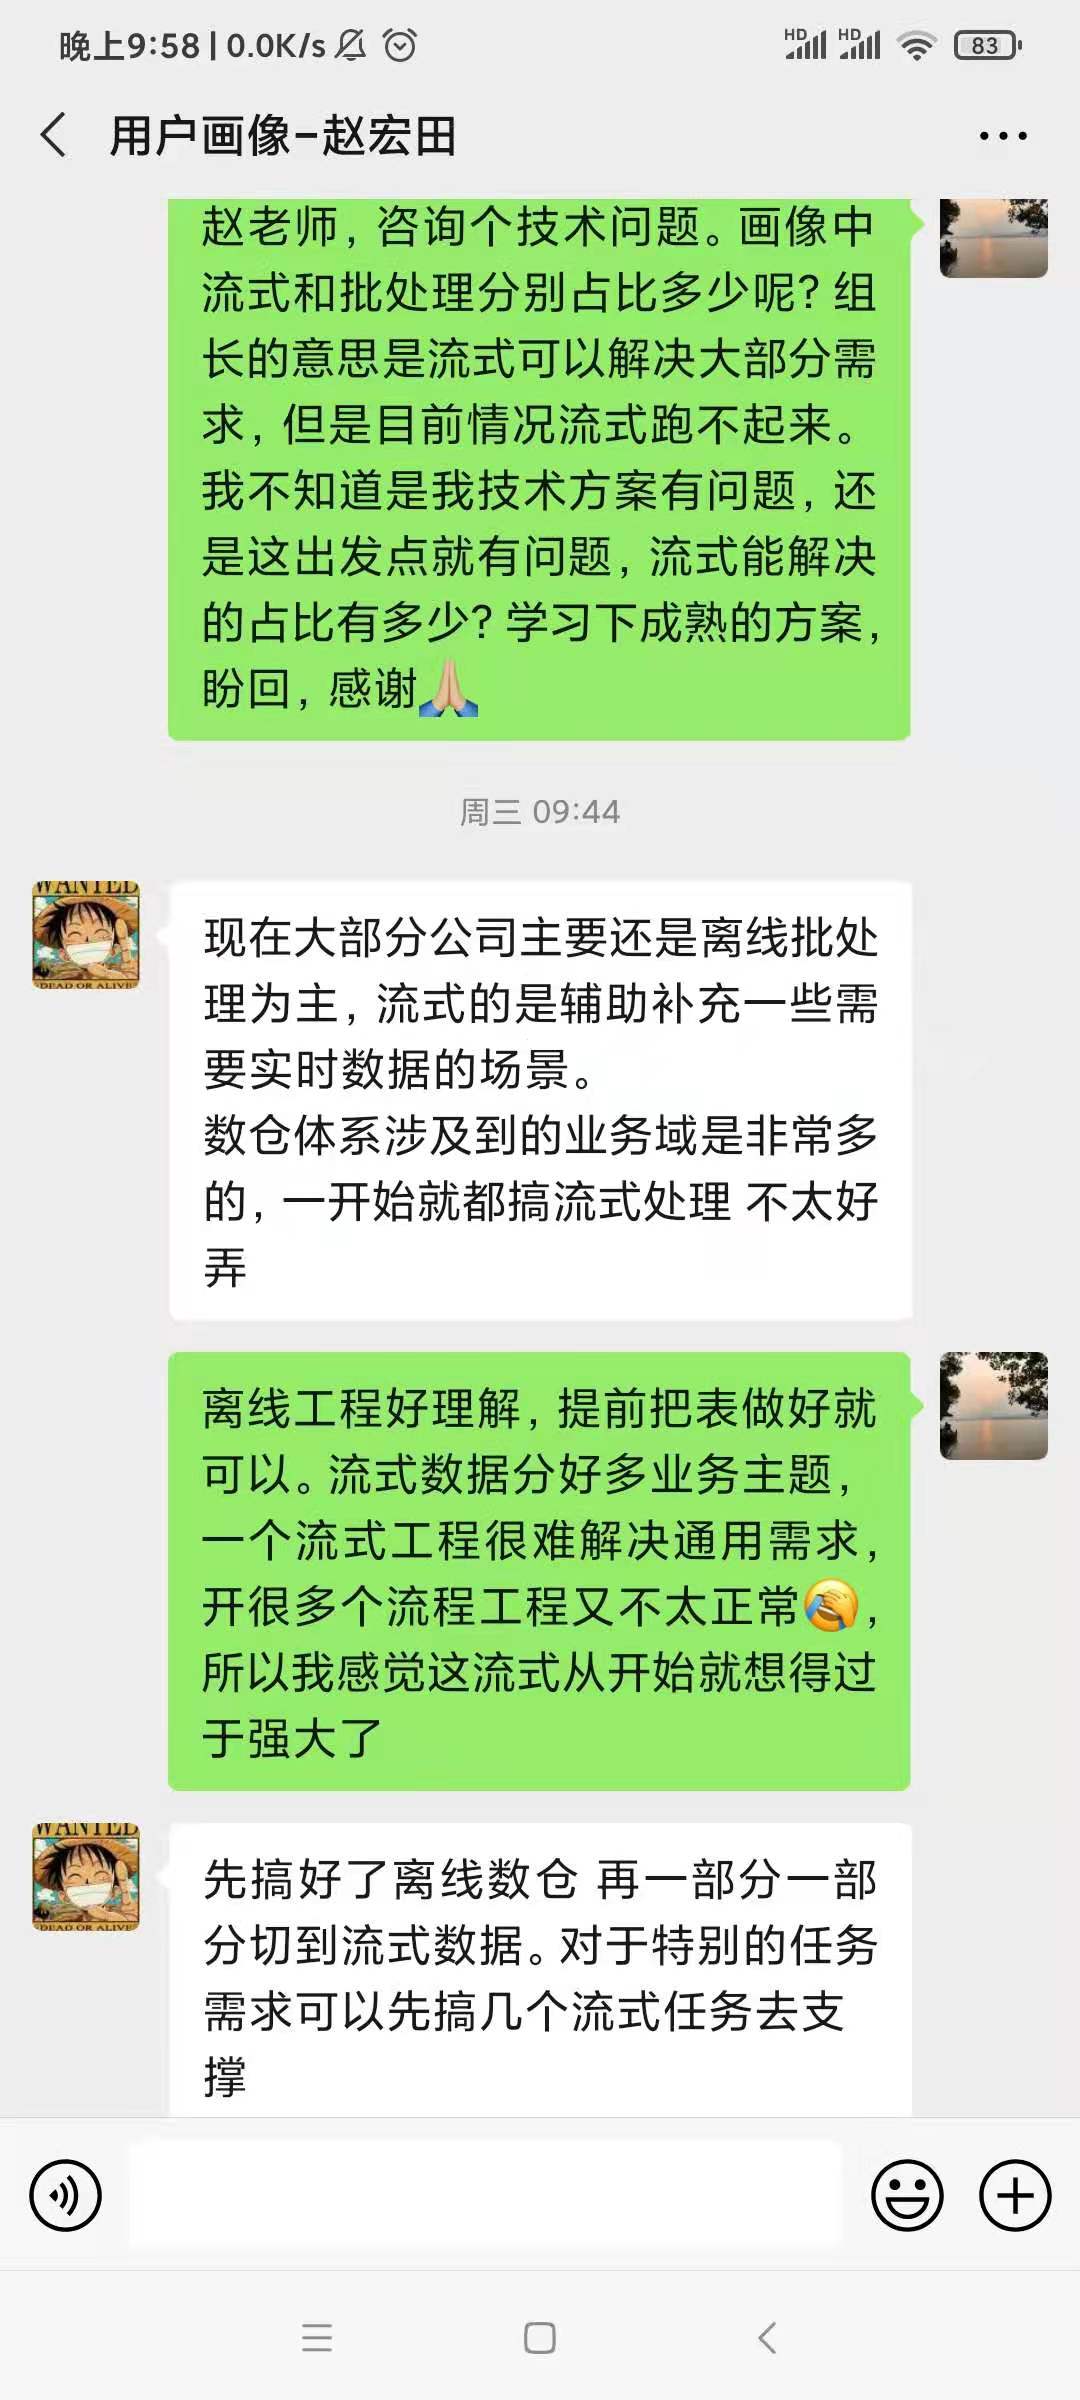 晚上9:58 | 0.0K/s
HD HD 83
用户画像-赵宏田
赵老师，咨询个技术问题。画像中
流式和批处理分别占比多少呢？组
长的意思是流式可以解决大部分需
求，但是目前情况流式跑不起来。
我不知道是我技术方案有问题，还
是这出发点就有问题，流式能解决
的占比有多少？学习下成熟的方案，
盼回，感谢🙏
周三 09:44
WANTED
DEAD OR ALIVE
现在大部分公司主要还是离线批处
理为主，流式的是辅助补充一些需
要实时数据的场景。
数仓体系涉及到的业务域是非常多
的，一开始就都搞流式处理 不太好
弄
离线工程好理解，提前把表做好就
可以。流式数据分好多业务主题，
一个流式工程很难解决通用需求，
开很多个流程工程又不太正常🤣，
所以我感觉这流式从开始就想得过
于强大了
WANTED
DEAD OR ALIVE
先搞好了离线数仓 再一部分一部
分切到流式数据。对于特别的任务
需求可以先搞几个流式任务去支
撑